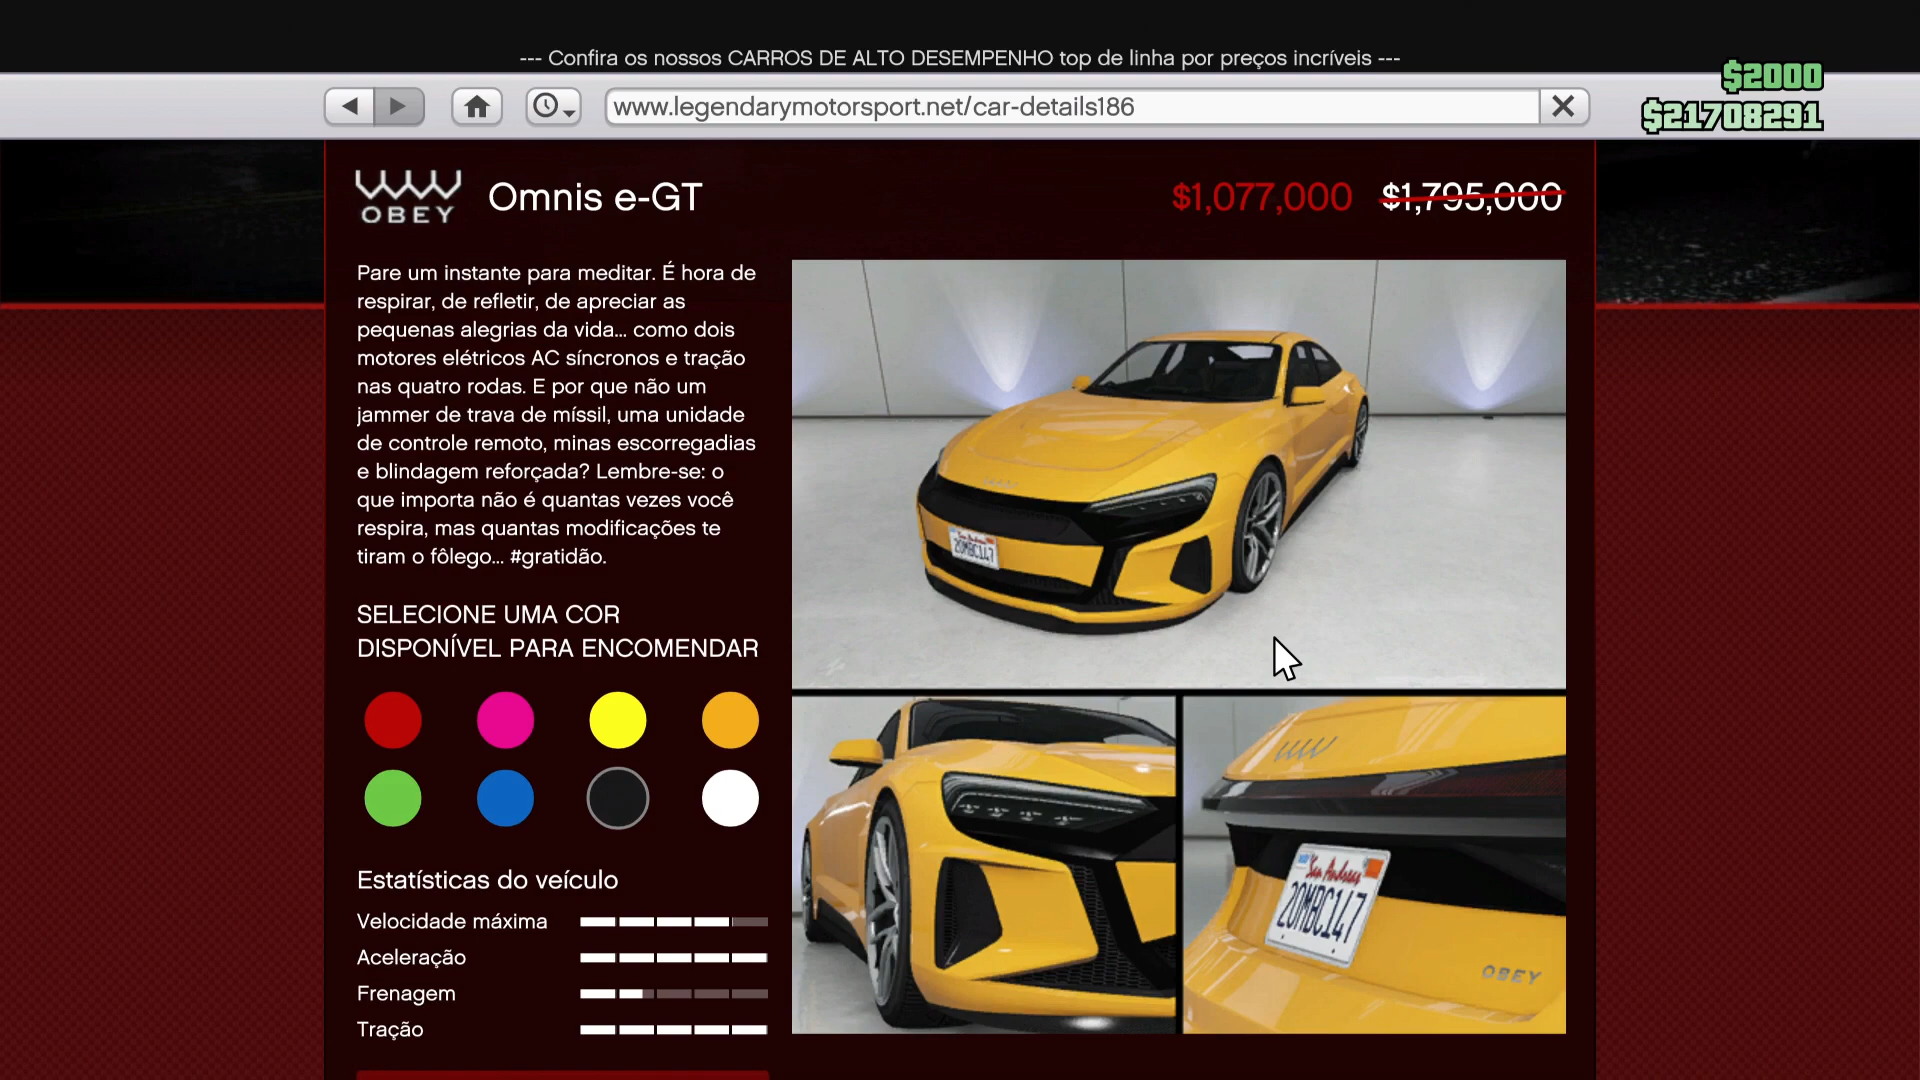 --- Confira os nossos CARROS DE ALTO DESEMPENHO top de linha por preços incríveis ---
$2000
www.legendarymotorsport.net/car-details186
$21708291
OBEY
Omnis e-GT
$1,077,000 $1,795,000
Pare um instante para meditar. É hora de
respirar, de refletir, de apreciar as
pequenas alegrias da vida... como dois
motores elétricos AC síncronos e tração
nas quatro rodas. E por que não um
jammer de trava de míssil, uma unidade
de controle remoto, minas escorregadias
e blindagem reforçada? Lembre-se: o
que importa não é quantas vezes você
respira, mas quantas modificações te
tiram o fôlego... #gratidão.
San Andreas
20MBC147
SELECIONE UMA COR
DISPONÍVEL PARA ENCOMENDAR
Estatísticas do veículo
Velocidade máxima
Aceleração
Frenagem
Tração
San Andreas
20MBC147
OBEY